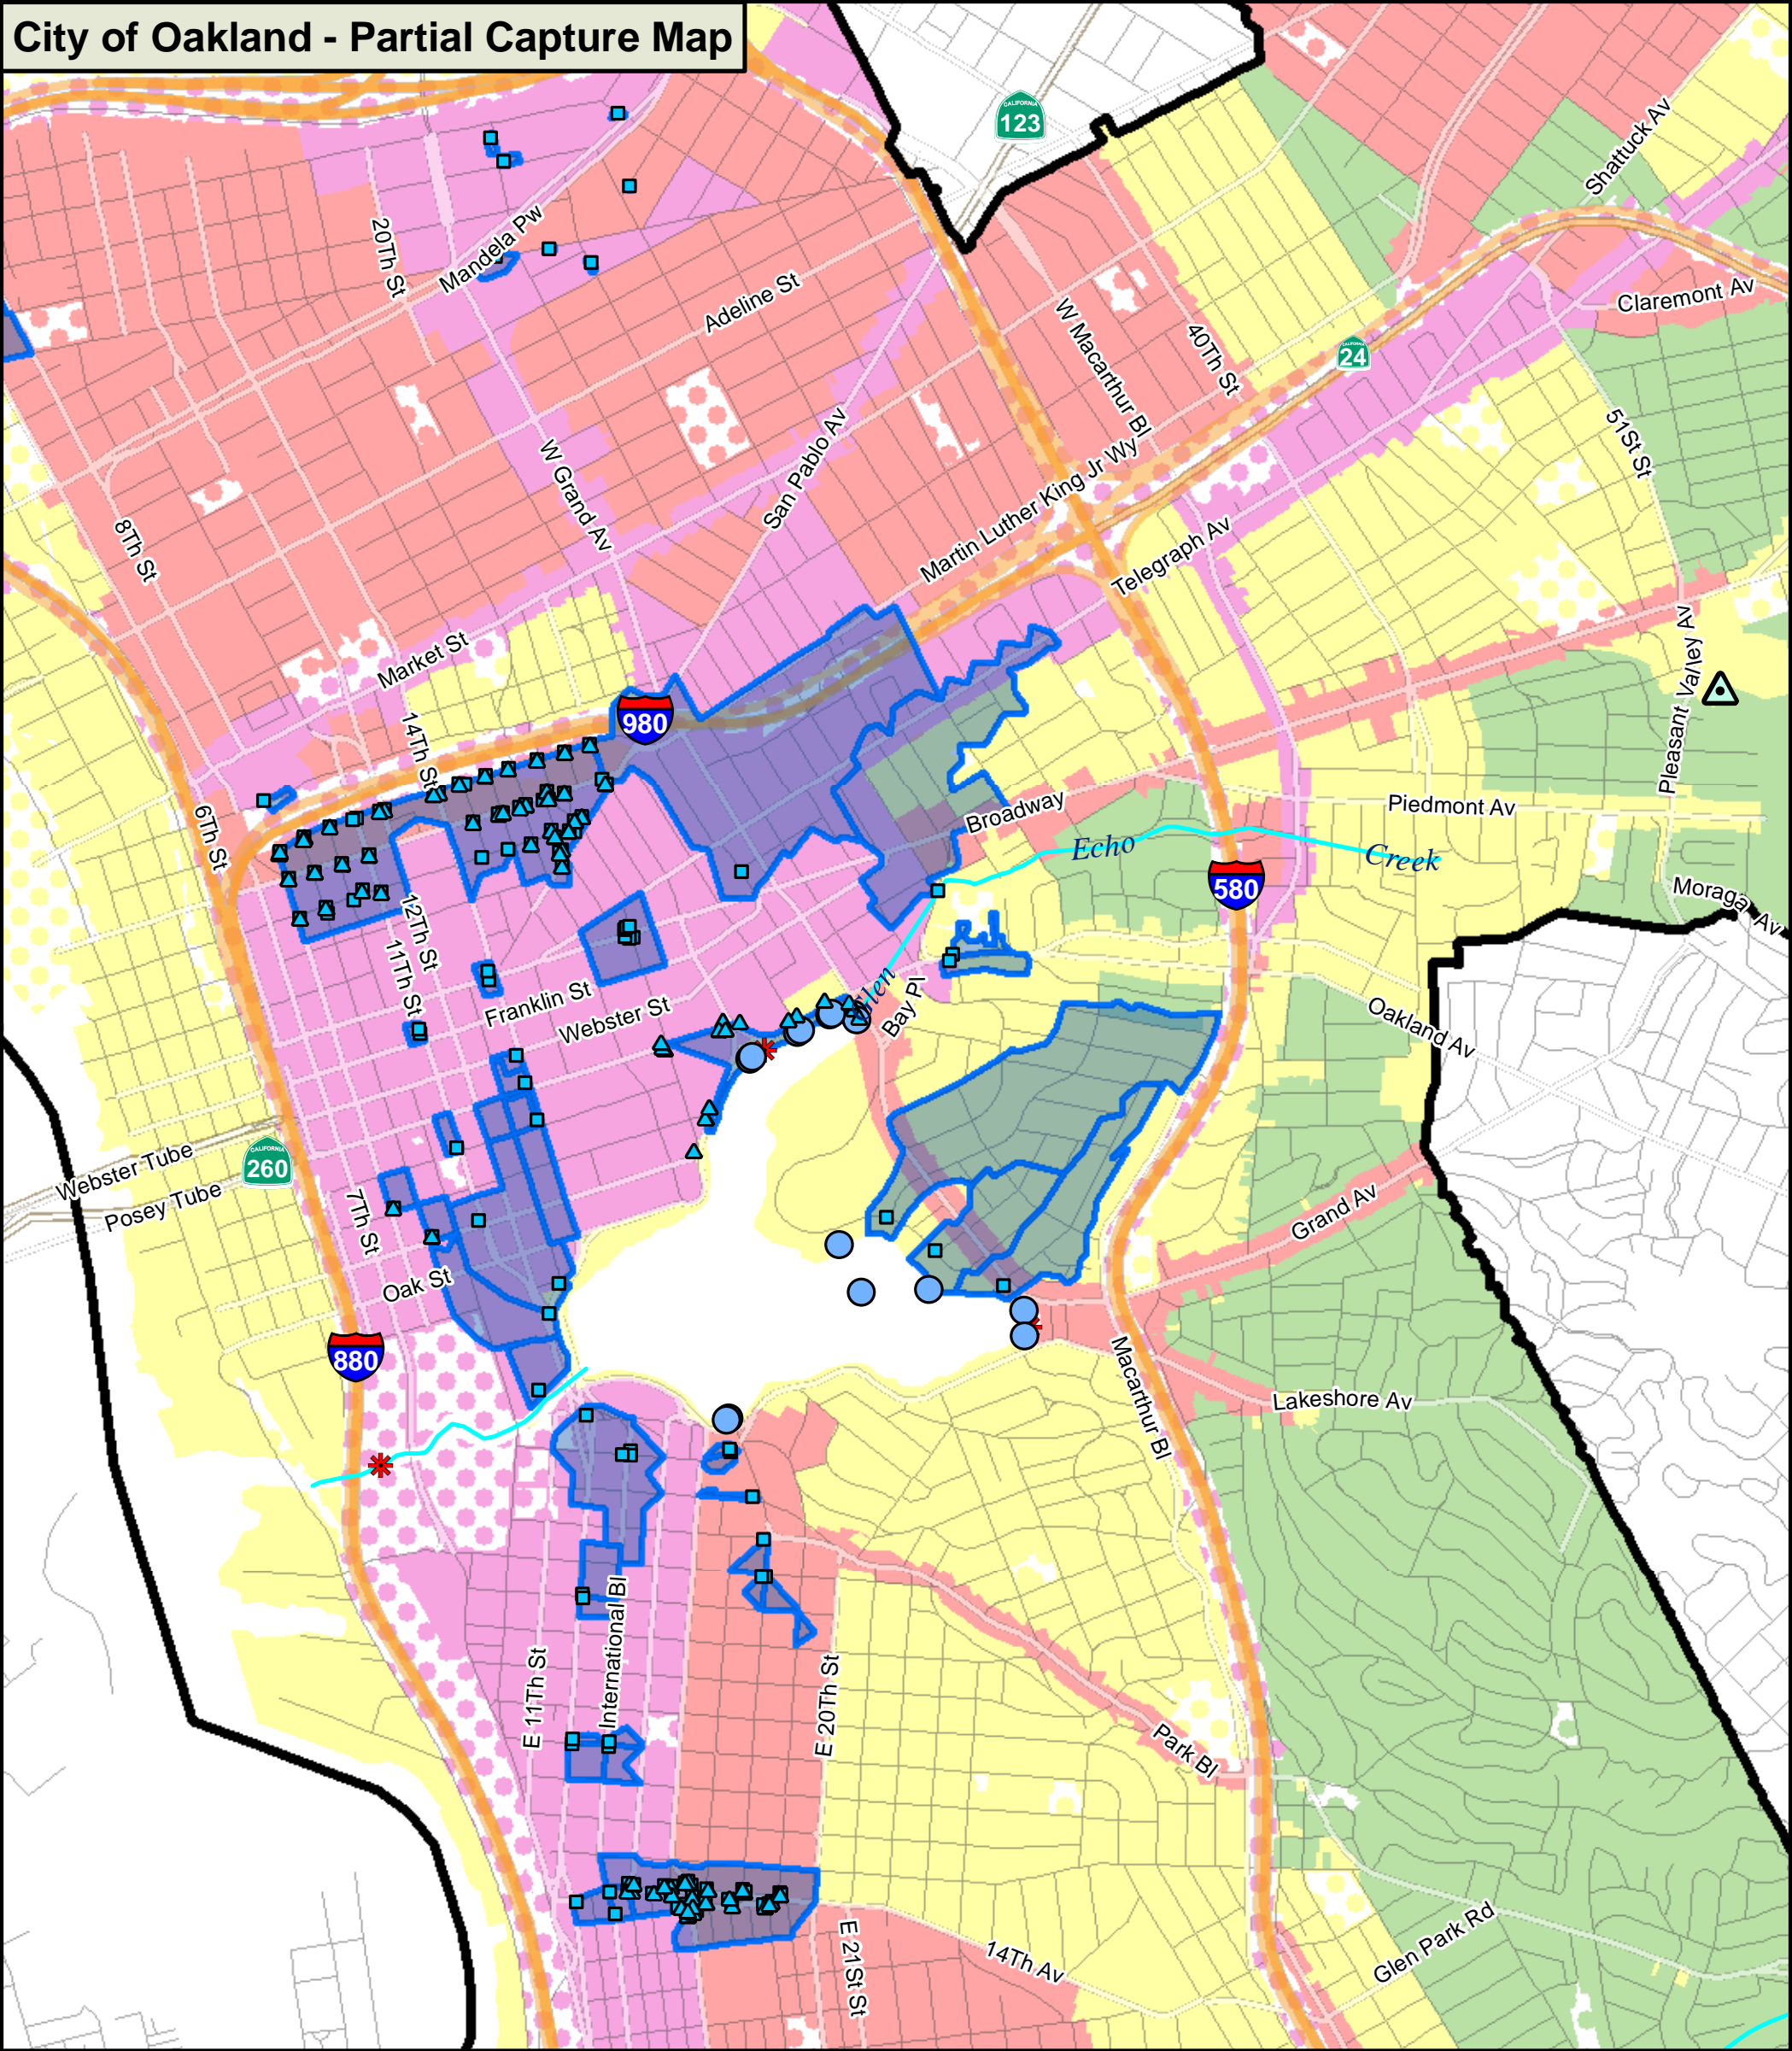 City of Oakland - Partial Capture Map
CALIFORNIA
123
Shattuck Av
20Th St
Mandela Pw
Adeline St
W Macarthur Bl
40Th St
Claremont Av
CALIFORNIA
24
51St St
W Grand Av
San Pablo Av
8Th St
Martin Luther King Jr Wy
Telegraph Av
Market St
Pleasant Valley Av
980
14Th St
Broadway
Piedmont Av
6Th St
Echo
Creek
580
Moraga Av
12Th St
11Th St
Franklin St
Webster St
Glen
Bay Pl
Oakland Av
Webster Tube
CALIFORNIA
260
Posey Tube
7Th St
Grand Av
Oak St
880
Macarthur Bl
Lakeshore Av
International Bl
E 11Th St
E 20Th St
Park Bl
E 21St St
14Th Av
Glen Park Rd